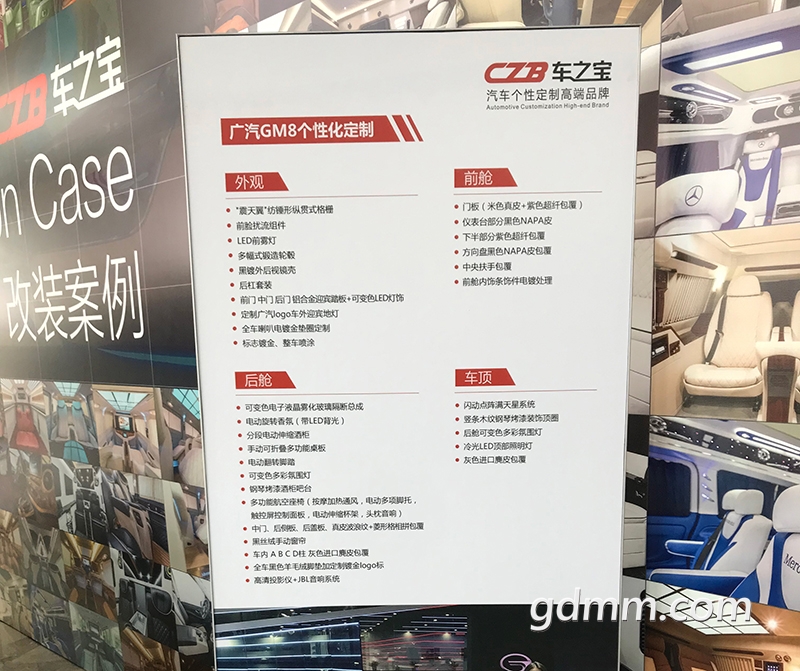 CZB 车之宝
on Case
改装案例
CZB 车之宝
汽车个性定制高端品牌
Automotive Customization High-end Brand
广汽GM8个性化定制
外观
“震天翼”纺锤形纵贯式格栅
前脸扰流组件
LED前雾灯
多幅式锻造轮毂
黑镀外后视镜壳
后杠套装
前门 中门 后门 铝合金迎宾踏板+可变色LED灯饰
定制广汽logo车外迎宾地灯
全车喇叭电镀金垫圈定制
标志镀金、整车喷涂
前舱
门板（米色真皮+紫色超纤包覆）
仪表台部分黑色NAPA皮
下半部分紫色超纤包覆
方向盘黑色NAPA皮包覆
中央扶手包覆
前舱内饰条饰件电镀处理
后舱
可变色电子液晶雾化玻璃隔断总成
电动旋转香氛（带LED背光）
分段电动伸缩酒柜
手动可折叠多功能桌板
电动翻转脚踏
可变色多彩氛围灯
钢琴烤漆酒柜吧台
多功能航空座椅（按摩加热通风，电动多项脚托，
触控屏控制面板，电动伸缩杯架，头枕音响）
中门、后侧板、后盖板、真皮波浪纹+菱形格相拼包覆
黑丝绒手动窗帘
车内 A B C D柱 灰色进口麂皮包覆
全车黑色羊毛绒脚垫加定制镀金logo标
高清投影仪+JBL音响系统
车顶
闪动点阵满天星系统
竖条木纹钢琴烤漆装饰顶圈
后舱可变色多彩氛围灯
冷光LED顶部照明灯
灰色进口麂皮包覆
gdmm.com